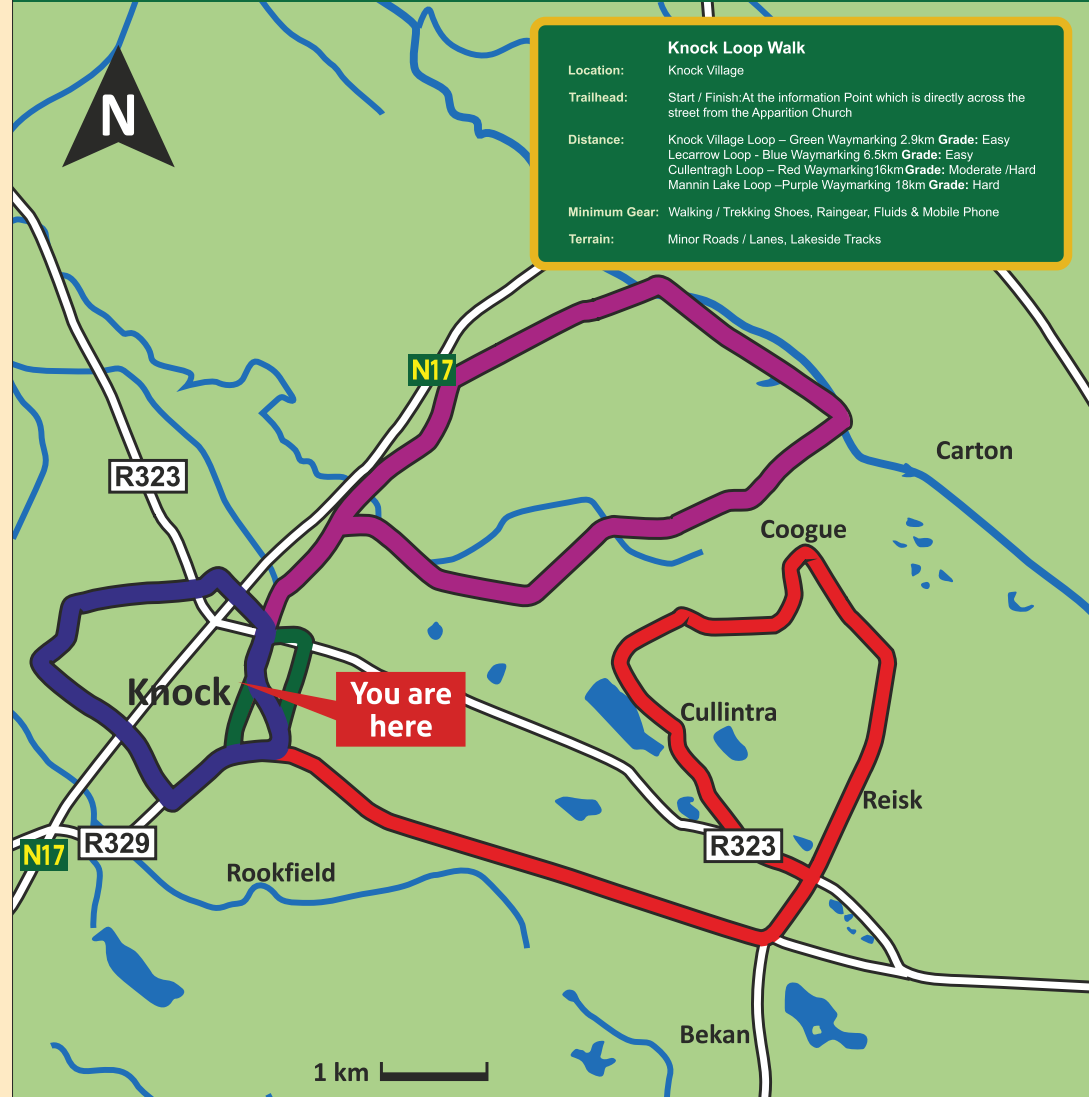 N
Knock Loop Walk
Location: Knock Village
Trailhead: Start / Finish:At the information Point which is directly across the
street from the Apparition Church
Distance: Knock Village Loop – Green Waymarking 2.9km Grade: Easy
Lecarrow Loop - Blue Waymarking 6.5km Grade: Easy
Cullentragh Loop – Red Waymarking16kmGrade: Moderate /Hard
Mannin Lake Loop –Purple Waymarking 18km Grade: Hard
Minimum Gear: Walking / Trekking Shoes, Raingear, Fluids & Mobile Phone
Terrain: Minor Roads / Lanes, Lakeside Tracks
N17
Carton
R323
Coogue
Knock
You are
here
Cullintra
Reisk
R329
R323
N17
Rookfield
Bekan
1 km